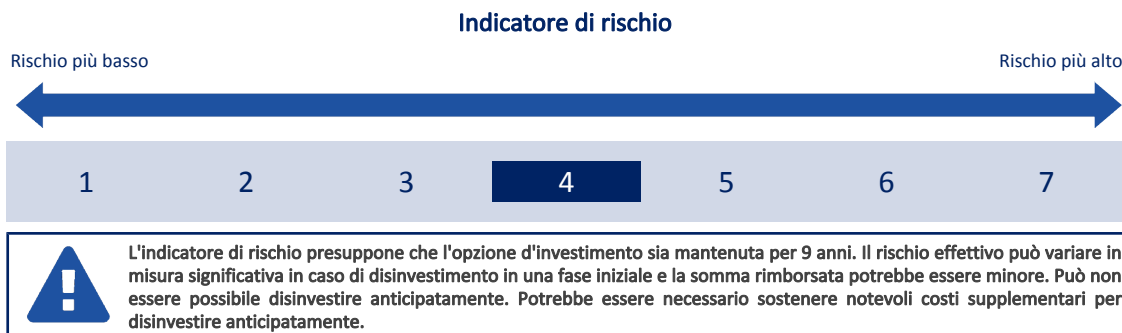 Indicatore di rischio
Rischio più basso
Rischio più alto
1 2 3 4 5 6 7
L'indicatore di rischio presuppone che l'opzione d'investimento sia mantenuta per 9 anni. Il rischio effettivo può variare in
misura significativa in caso di disinvestimento in una fase iniziale e la somma rimborsata potrebbe essere minore. Può non
essere possibile disinvestire anticipatamente. Potrebbe essere necessario sostenere notevoli costi supplementari per
disinvestire anticipatamente.